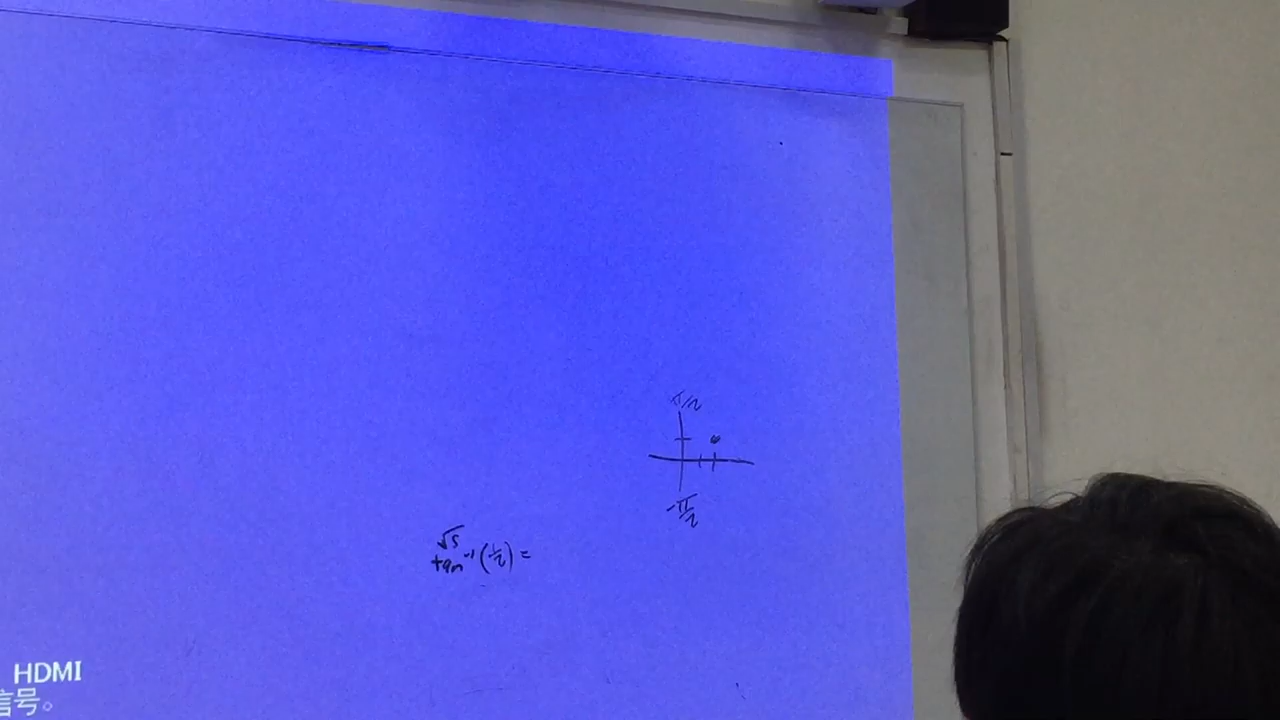 π/2
-π/2
√5
tan⁻¹(1/2) =
HDMI
信号。